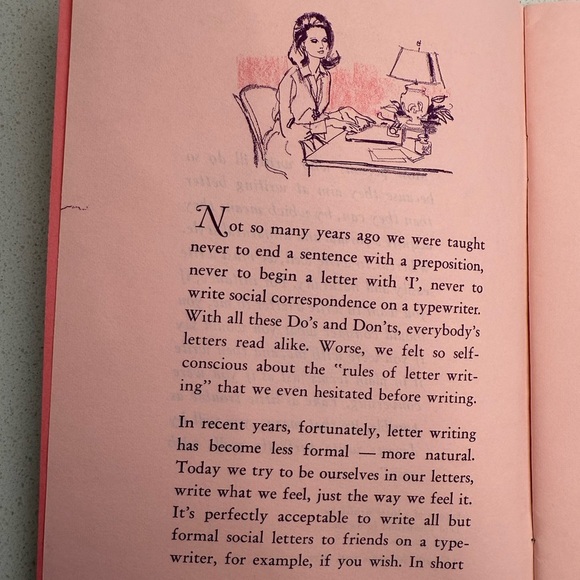 Not so many years ago we were taught
never to end a sentence with a preposition,
never to begin a letter with 'I', never to
write social correspondence on a typewriter.
With all these Do's and Don'ts, everybody's
letters read alike. Worse, we felt so self-
conscious about the "rules of letter writ-
ing" that we even hesitated before writing.
In recent years, fortunately, letter writing
has become less formal — more natural.
Today we try to be ourselves in our letters,
write what we feel, just the way we feel it.
It's perfectly acceptable to write all but
formal social letters to friends on a type-
writer, for example, if you wish. In short